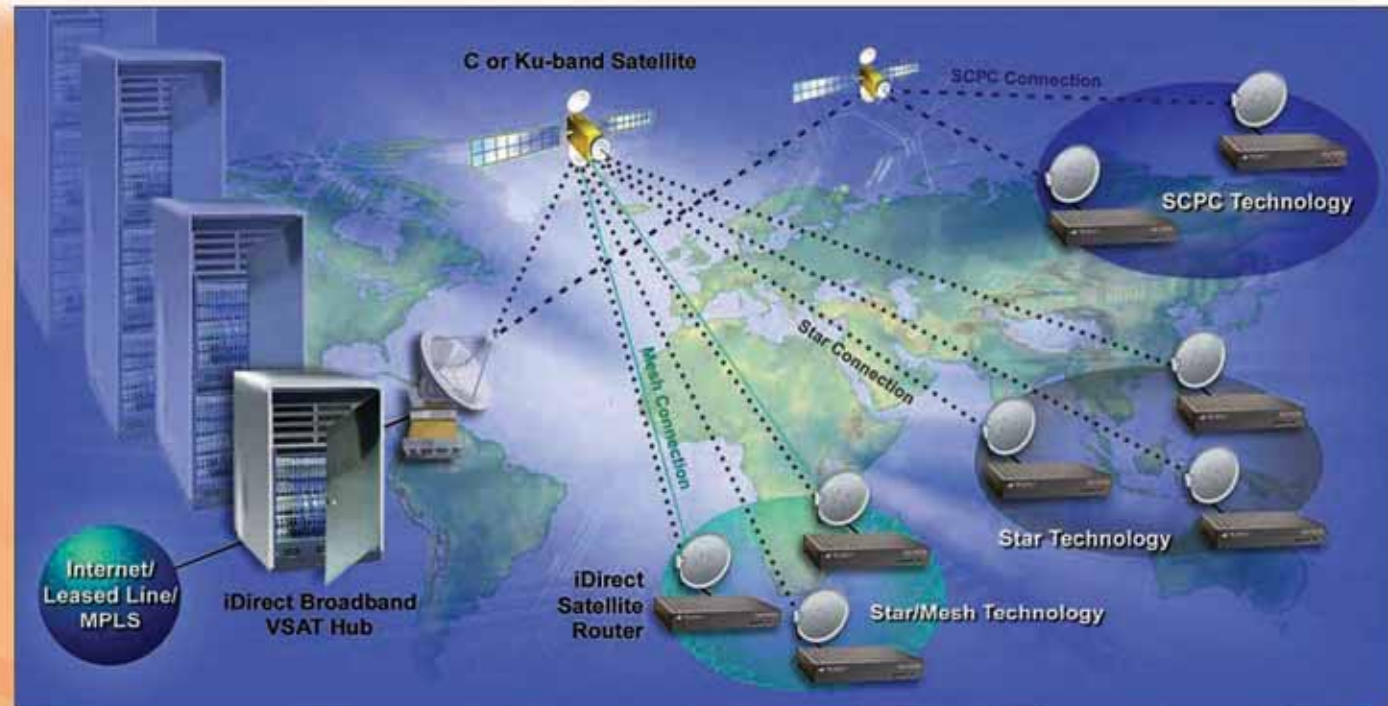 C or Ku-band Satellite
SCPC Connection
SCPC Technology
Mesh Connection
Star Connection
Star Technology
Internet/
Leased Line/
MPLS
iDirect Broadband
VSAT Hub
iDirect
Satellite
Router
Star/Mesh Technology